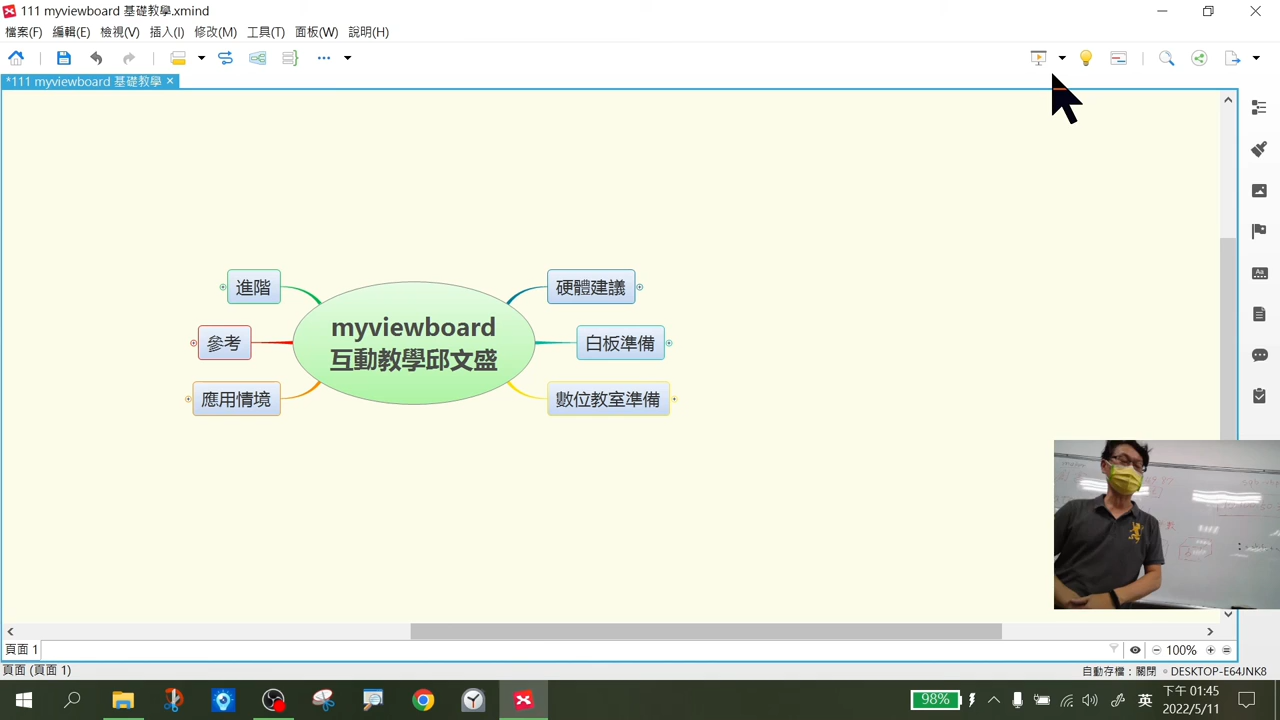 111 myviewboard 基礎教學.xmind
檔案(F) 編輯(E) 檢視(V) 插入(I) 修改(M) 工具(T) 面板(W) 說明(H)
*111 myviewboard 基礎教學
進階
硬體建議
myviewboard
互動教學邱文盛
參考
白板準備
應用情境
數位教室準備
頁面 1
100%
頁面 (頁面 1)
自動存檔：關閉
DESKTOP-E64JNK8
98%
英
下午 01:45
2022/5/11